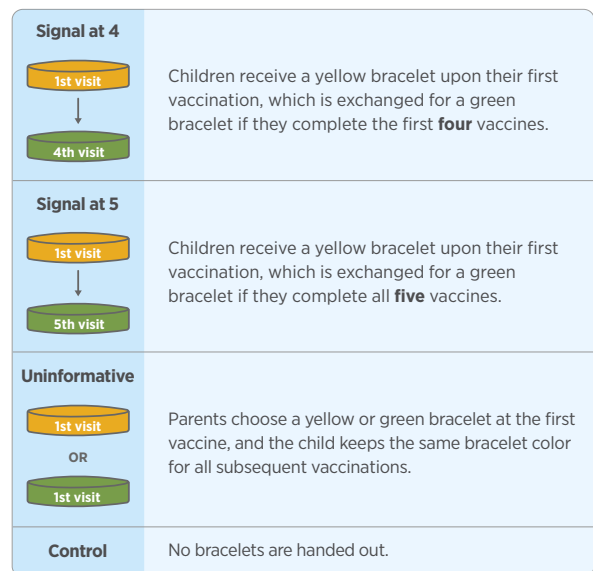 Signal at 4
1st visit
4th visit
Children receive a yellow bracelet upon their first
vaccination, which is exchanged for a green
bracelet if they complete the first four vaccines.
Signal at 5
1st visit
5th visit
Children receive a yellow bracelet upon their first
vaccination, which is exchanged for a green
bracelet if they complete all five vaccines.
Uninformative
1st visit
OR
1st visit
Parents choose a yellow or green bracelet at the first
vaccine, and the child keeps the same bracelet color
for all subsequent vaccinations.
Control
No bracelets are handed out.